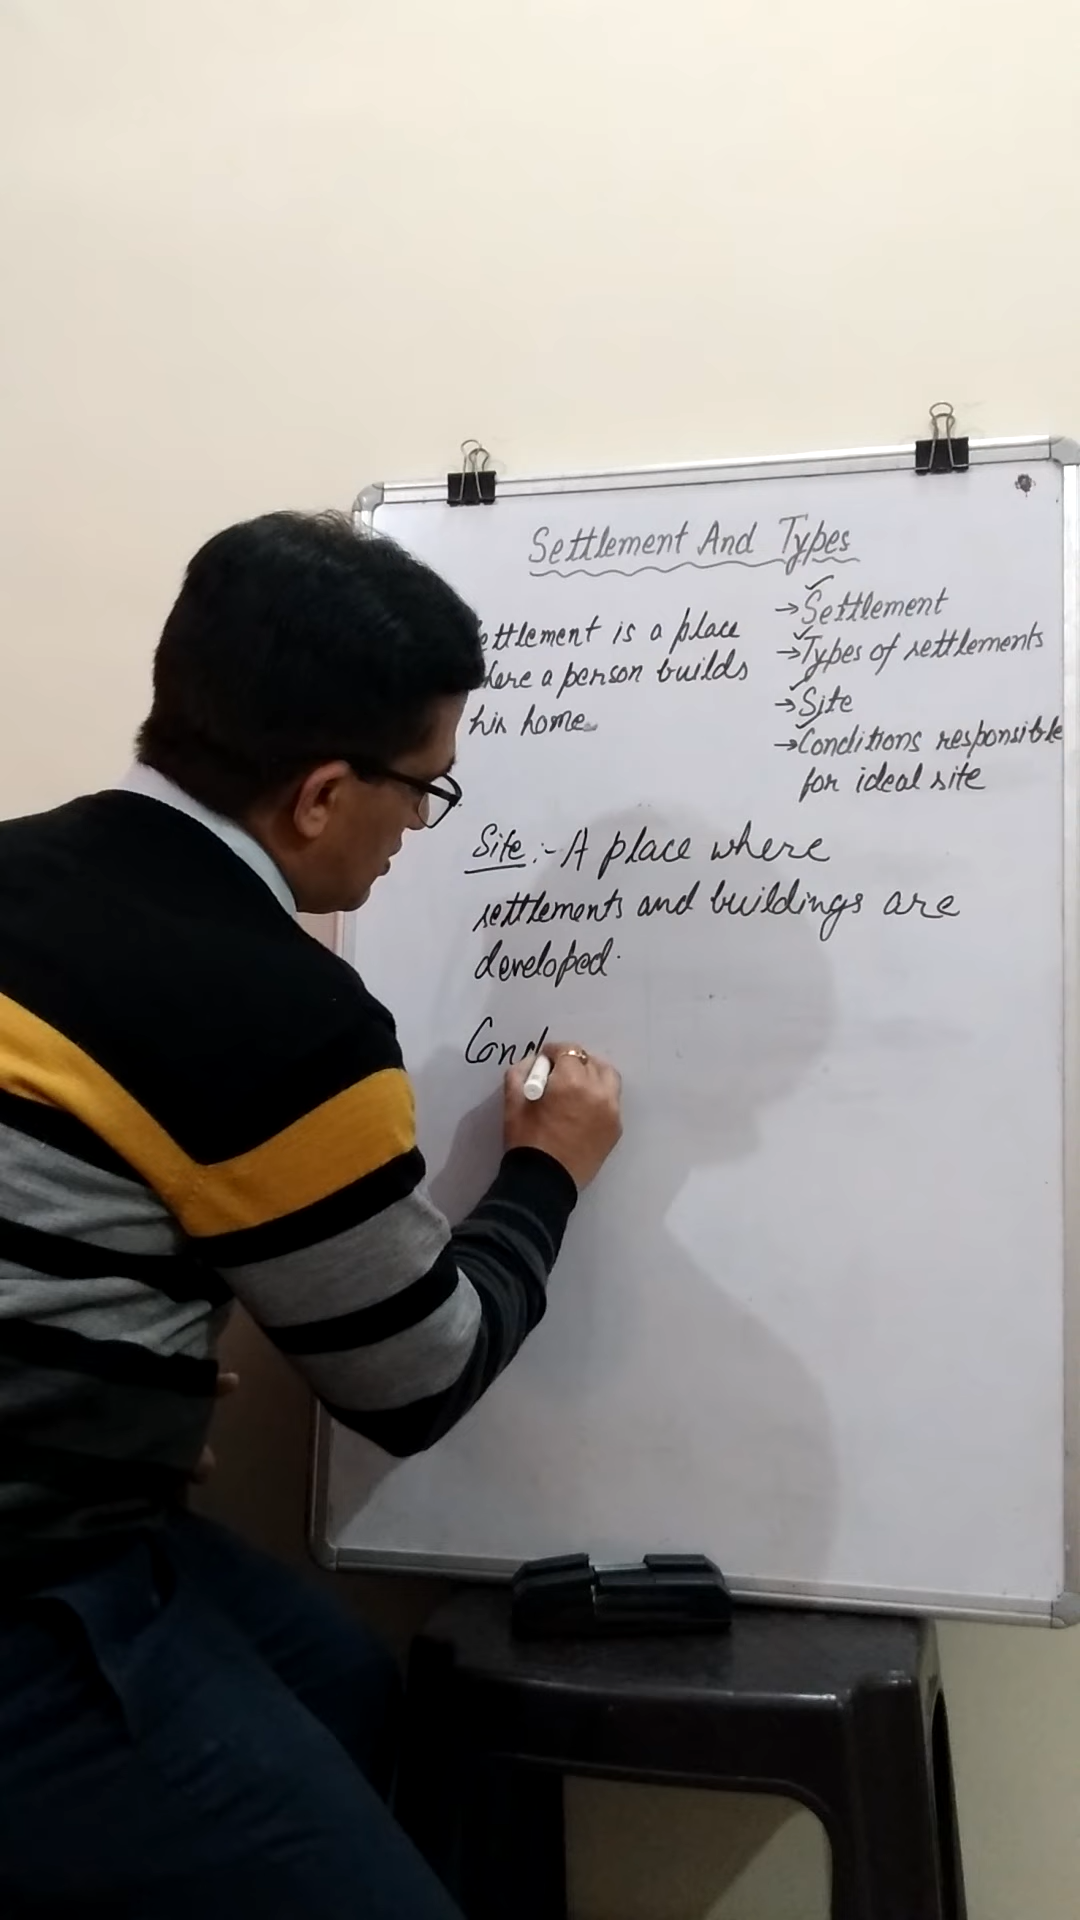 Settlement And Types
ettlement is a place
here a person builds
his home.
→ Settlement
→ Types of settlements
→ Site
→ Conditions responsible
for ideal site
Site :- A place where
settlements and buildings are
developed.
Cond